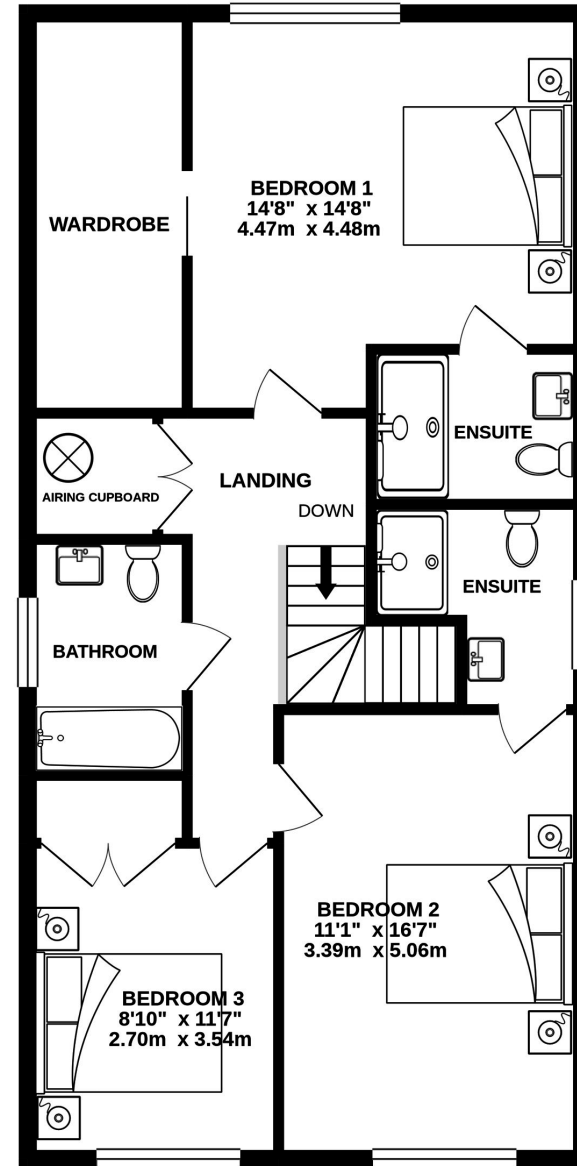 BEDROOM 1
14'8" x 14'8"
4.47m x 4.48m
WARDROBE
ENSUITE
LANDING
AIRING CUPBOARD
DOWN
ENSUITE
BATHROOM
BEDROOM 2
11'1" x 16'7"
3.39m x 5.06m
BEDROOM 3
8'10" x 11'7"
2.70m x 3.54m